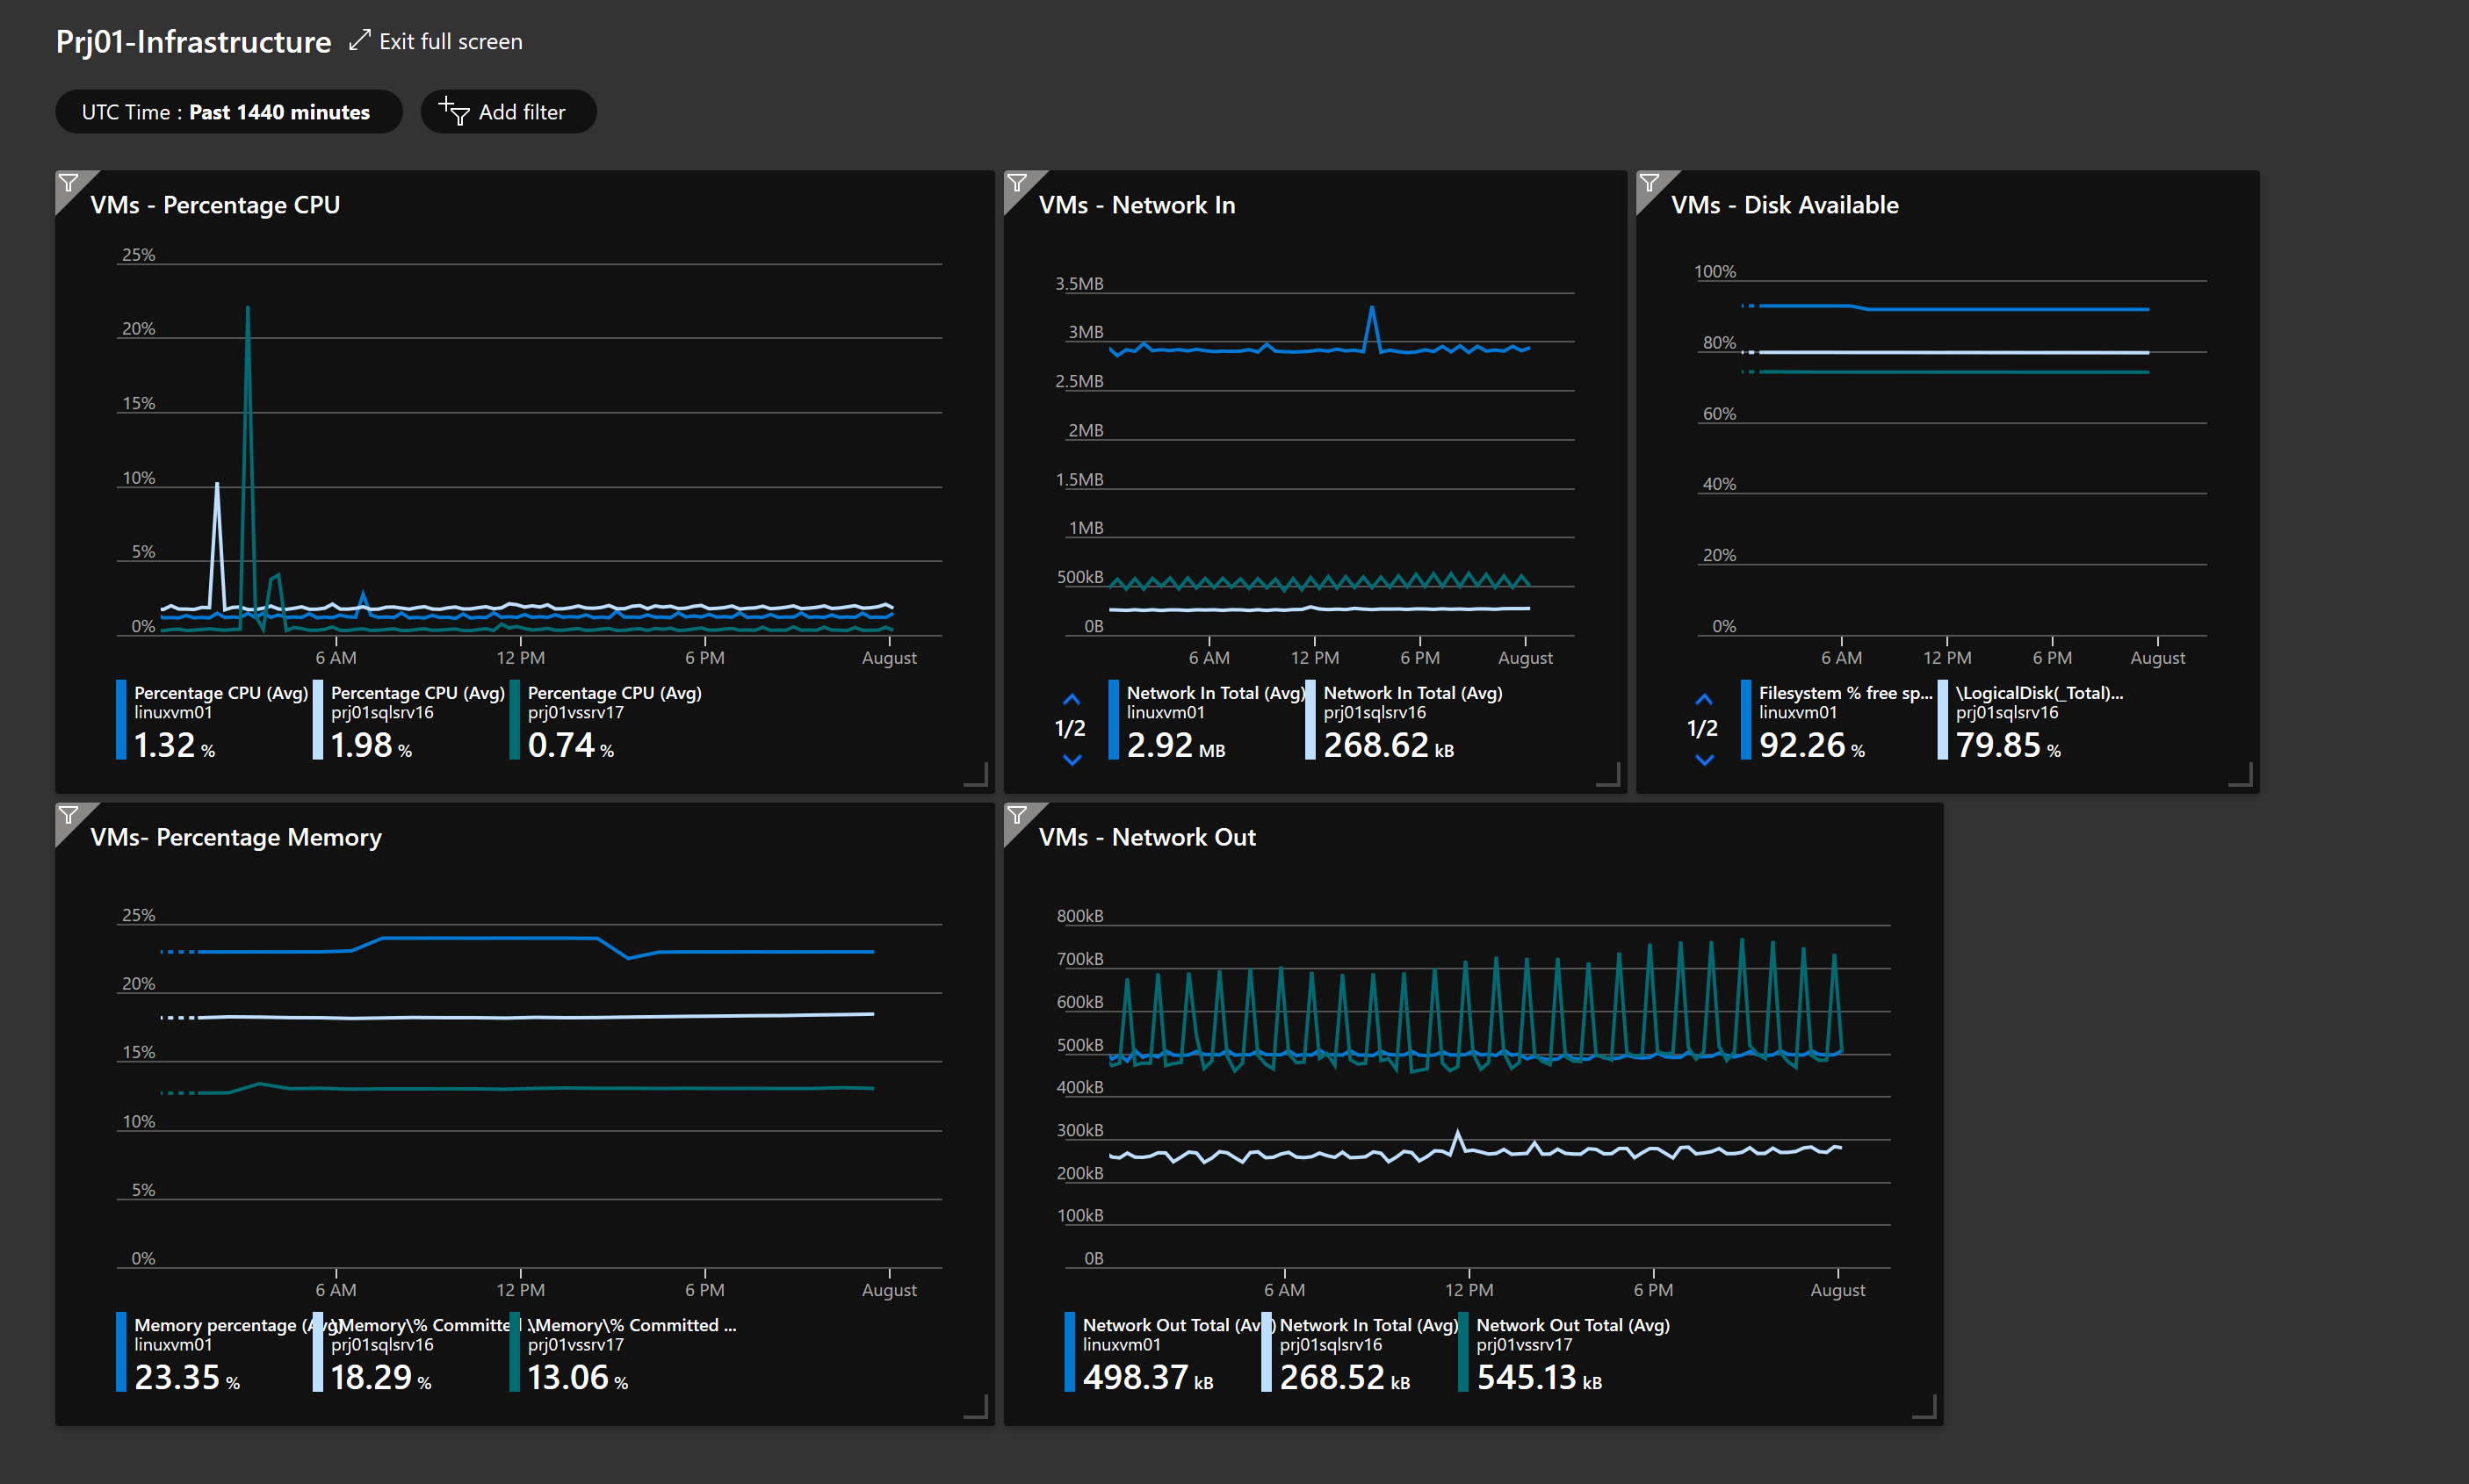 Prj01-Infrastructure Exit full screen
UTC Time : Past 1440 minutes Add filter
VMs - Percentage CPU
25%
20%
15%
10%
5%
0%
6 AM 12 PM 6 PM August
Percentage CPU (Avg) Percentage CPU (Avg) Percentage CPU (Avg)
linuxvm01 prj01sqlsrv16 prj01vssrv17
1.32 % 1.98 % 0.74 %
VMs - Network In
3.5MB
3MB
2.5MB
2MB
1.5MB
1MB
500kB
0B
6 AM 12 PM 6 PM August
1/2
Network In Total (Avg) Network In Total (Avg)
linuxvm01 prj01sqlsrv16
2.92 MB 268.62 kB
VMs - Disk Available
100%
80%
60%
40%
20%
0%
6 AM 12 PM 6 PM August
1/2
Filesystem % free sp... \LogicalDisk(_Total)...
linuxvm01 prj01sqlsrv16
92.26 % 79.85 %
VMs- Percentage Memory
25%
20%
15%
10%
5%
0%
6 AM 12 PM 6 PM August
Memory percentage (Avg) \Memory\% Committed \Memory\% Committed ...
linuxvm01 prj01sqlsrv16 prj01vssrv17
23.35 % 18.29 % 13.06 %
VMs - Network Out
800kB
700kB
600kB
500kB
400kB
300kB
200kB
100kB
0B
6 AM 12 PM 6 PM August
Network Out Total (Avg) Network In Total (Avg) Network Out Total (Avg)
linuxvm01 prj01sqlsrv16 prj01vssrv17
498.37 kB 268.52 kB 545.13 kB